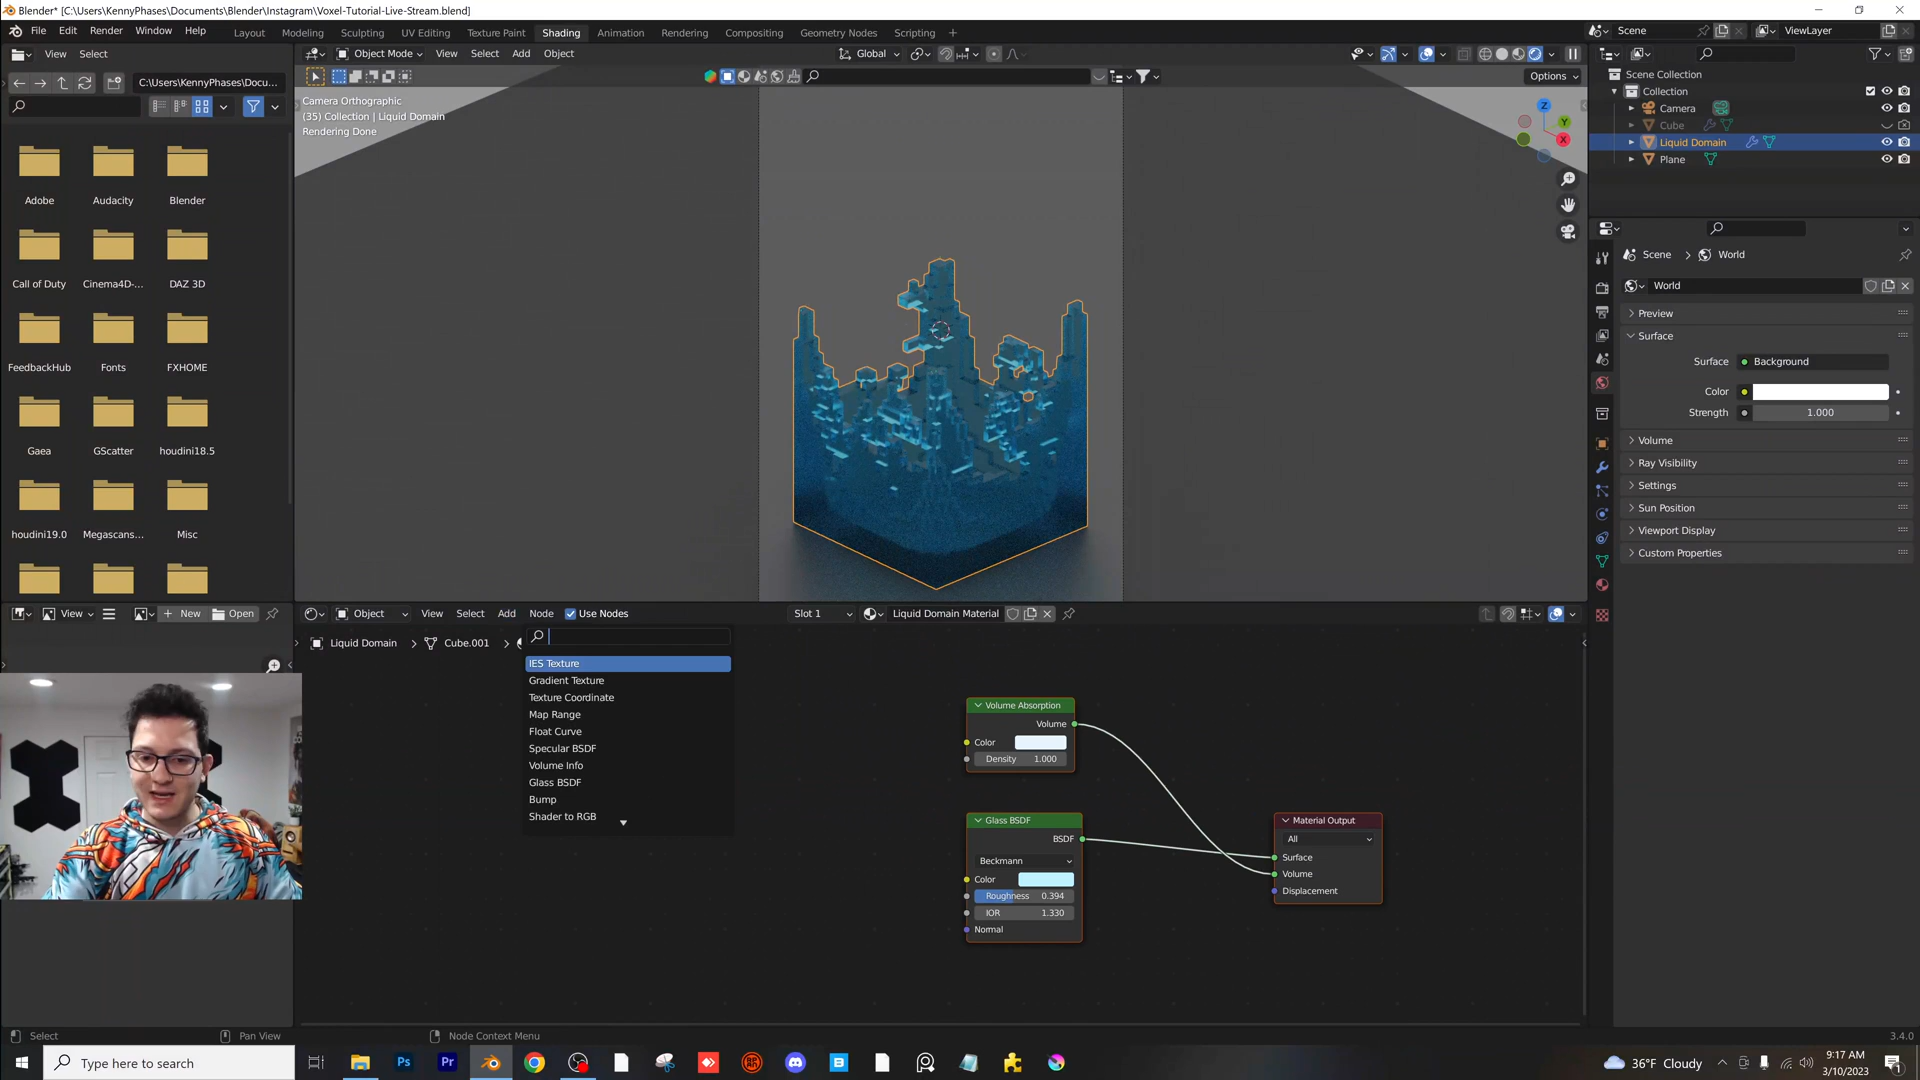 Blender* [C:\Users\KennyPhases\Documents\Blender\Instagram\Voxel-Tutorial-Live-Stream.blend]
File Edit Render Window Help
Layout Modeling Sculpting UV Editing Texture Paint Shading Animation Rendering Compositing Geometry Nodes Scripting +
Scene ViewLayer
View Select
Object Mode View Select Add Object Global
C:\Users\KennyPhases\Docu...
Options
Camera Orthographic
(35) Collection | Liquid Domain
Rendering Done
Z
Y
X
Adobe Audacity Blender
Call of Duty Cinema4D-... DAZ 3D
FeedbackHub Fonts FXHOME
Gaea GScatter houdini18.5
houdini19.0 Megascans... Misc
Scene Collection
Collection
Camera
Cube
Liquid Domain
Plane
Scene > World
World
Preview
Surface
Surface Background
Color
Strength 1.000
Volume
Ray Visibility
Settings
Sun Position
Viewport Display
Custom Properties
View New Open
Object View Select Add Node Use Nodes Slot 1 Liquid Domain Material
Liquid Domain > Cube.001 >
IES Texture
Gradient Texture
Texture Coordinate
Map Range
Float Curve
Specular BSDF
Volume Info
Glass BSDF
Bump
Shader to RGB
Volume Absorption
Volume
Color
Density 1.000
Glass BSDF
BSDF
Beckmann
Color
Roughness 0.394
IOR 1.330
Normal
Material Output
All
Surface
Volume
Displacement
Select Pan View Node Context Menu 3.4.0
Type here to search
Ps Pr
36°F Cloudy
9:17 AM
3/10/2023